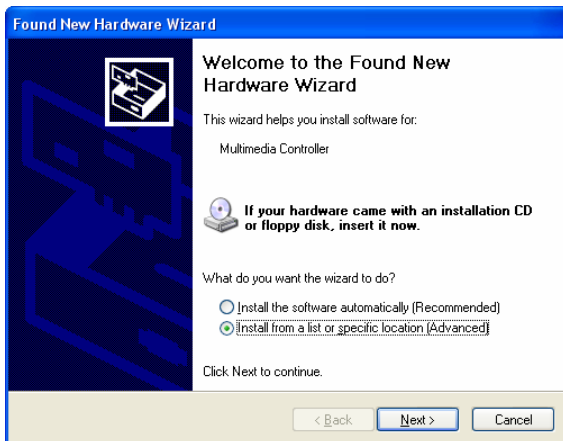 Found New Hardware Wizard
Welcome to the Found New
Hardware Wizard
This wizard helps you install software for:
Multimedia Controller
If your hardware came with an installation CD
or floppy disk, insert it now.
What do you want the wizard to do?
Install the software automatically (Recommended)
Install from a list or specific location (Advanced)
Click Next to continue.
< Back Next > Cancel